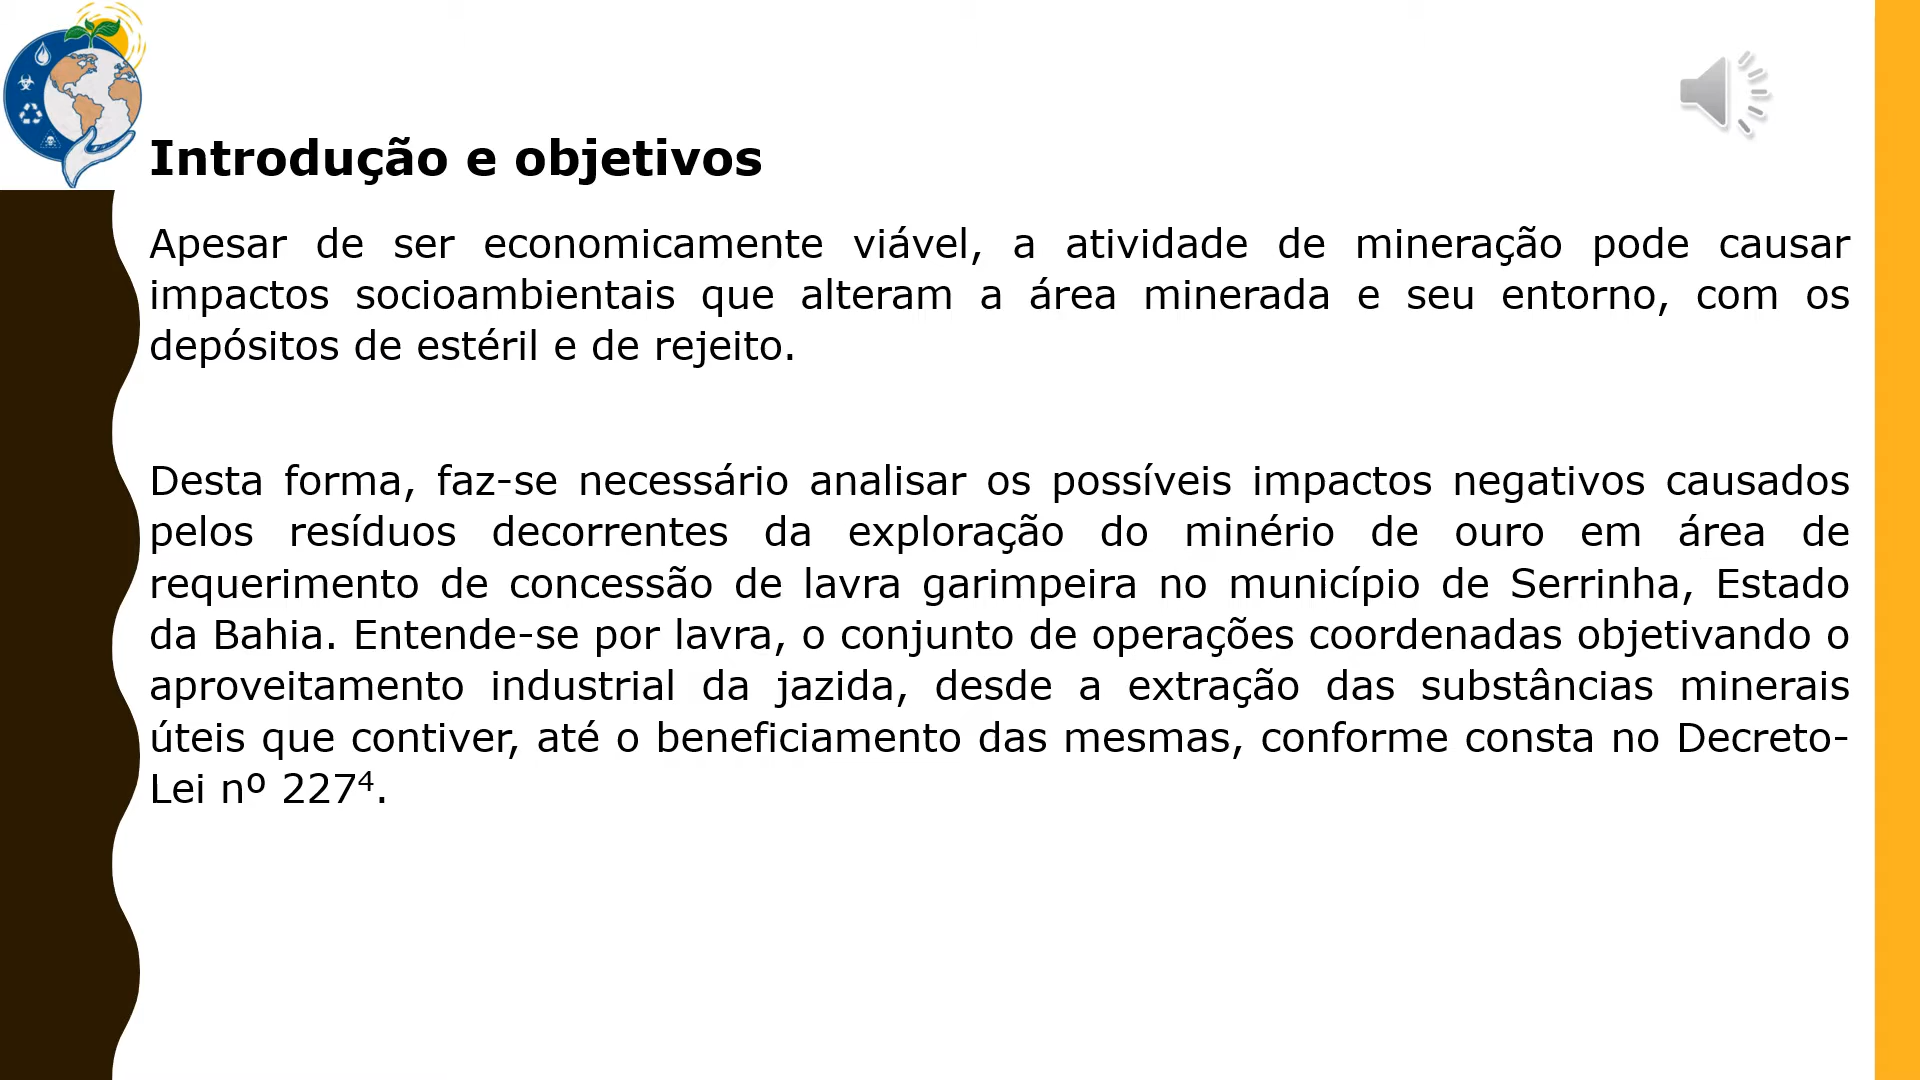 Introdução e objetivos
Apesar de ser economicamente viável, a atividade de mineração pode causar
impactos socioambientais que alteram a área minerada e seu entorno, com os
depósitos de estéril e de rejeito.
Desta forma, faz-se necessário analisar os possíveis impactos negativos causados
pelos resíduos decorrentes da exploração do minério de ouro em área de
requerimento de concessão de lavra garimpeira no município de Serrinha, Estado
da Bahia. Entende-se por lavra, o conjunto de operações coordenadas objetivando o
aproveitamento industrial da jazida, desde a extração das substâncias minerais
úteis que contiver, até o beneficiamento das mesmas, conforme consta no Decreto-
Lei nº 227⁴.